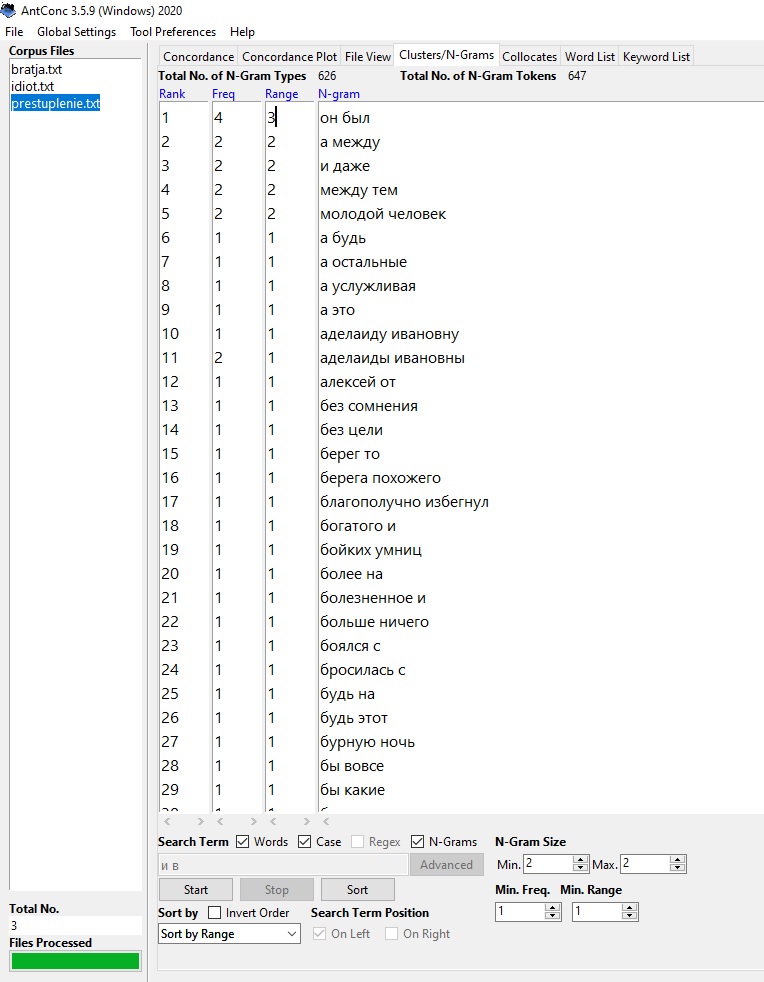 AntConc 3.5.9 (Windows) 2020
File Global Settings Tool Preferences Help
Corpus Files
bratja.txt
idiot.txt
prestuplenie.txt
Concordance Concordance Plot File View Clusters/N-Grams Collocates Word List Keyword List
Total No. of N-Gram Types 626 Total No. of N-Gram Tokens 647
Rank Freq Range N-gram
1 4 3 он был
2 2 2 а между
3 2 2 и даже
4 2 2 между тем
5 2 2 молодой человек
6 1 1 а будь
7 1 1 а остальные
8 1 1 а услужливая
9 1 1 а это
10 1 1 аделаиду ивановну
11 2 1 аделаиды ивановны
12 1 1 алексей от
13 1 1 без сомнения
14 1 1 без цели
15 1 1 берег то
16 1 1 берега похожего
17 1 1 благополучно избегнул
18 1 1 богатого и
19 1 1 бойких умниц
20 1 1 более на
21 1 1 болезненное и
22 1 1 больше ничего
23 1 1 боялся с
24 1 1 бросилась с
25 1 1 будь на
26 1 1 будь этот
27 1 1 бурную ночь
28 1 1 бы вовсе
29 1 1 бы какие
Search Term Words Case Regex N-Grams N-Gram Size
и в Advanced Min. 2 Max. 2
Start Stop Sort Min. Freq. Min. Range
Sort by Invert Order Search Term Position 1 1
Sort by Range On Left On Right
Total No.
3
Files Processed